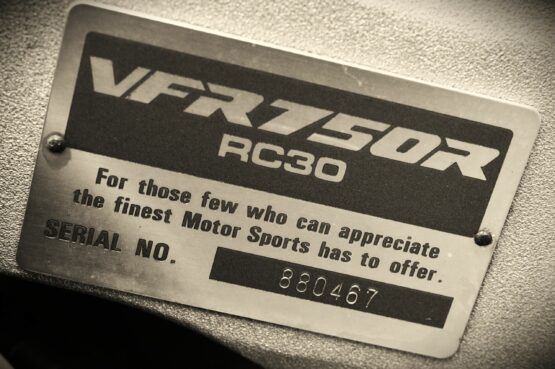 VFR750R
RC30
For those few who can appreciate
the finest Motor Sports has to offer.
SERIAL NO. 880467